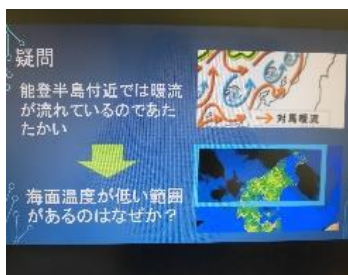 疑問
能登半島付近では暖流
が流れているのであた
たかい
対馬暖流
海面温度が低い範囲
があるのはなぜか？